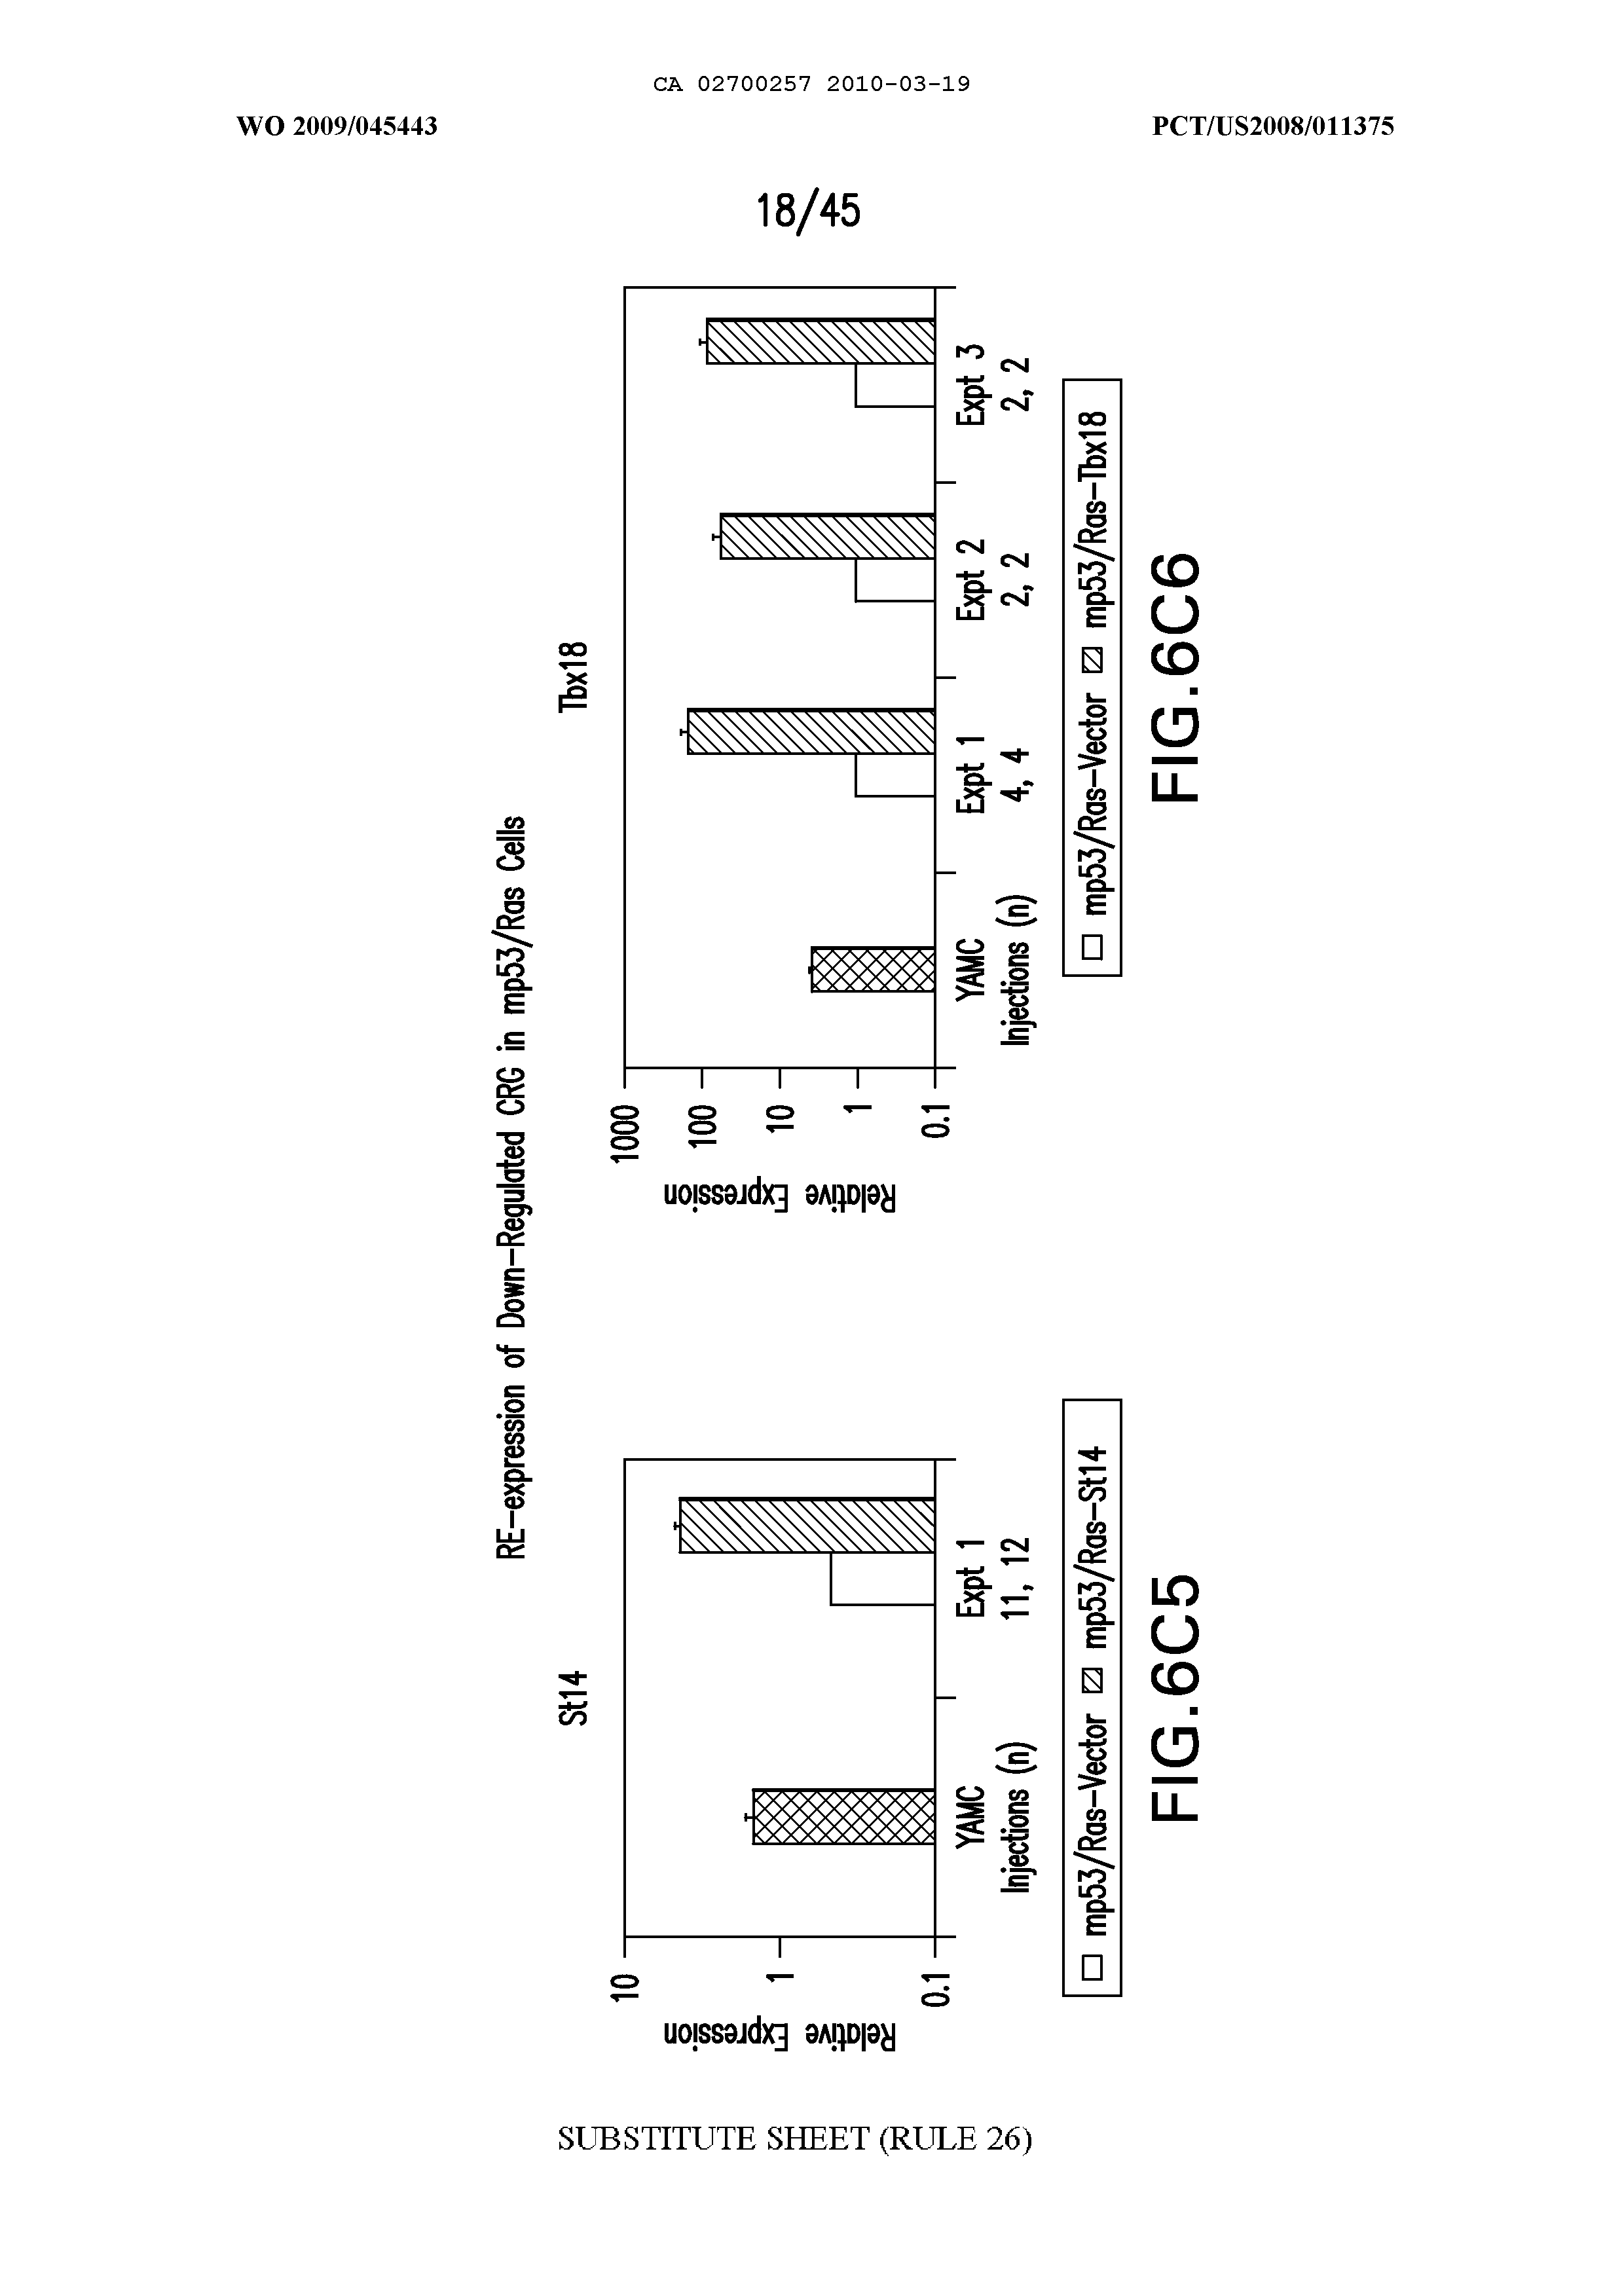 CA 02700257 2010-03-19
WO 2009/045443
PCT/US2008/011375
18/45
RE-expression of Down-Regulated CRG in mp53/Ras Cells
St14
Relative Expression
10
1
0.1
YAMC
Expt 1
Injections (n)
11, 12
mp53/Ras-Vector
mp53/Ras-St14
FIG.6C5
Tbx18
Relative Expression
1000
100
10
1
0.1
YAMC
Expt 1
Expt 2
Expt 3
Injections (n)
4, 4
2, 2
2, 2
mp53/Ras-Vector
mp53/Ras-Tbx18
FIG.6C6
SUBSTITUTE SHEET (RULE 26)